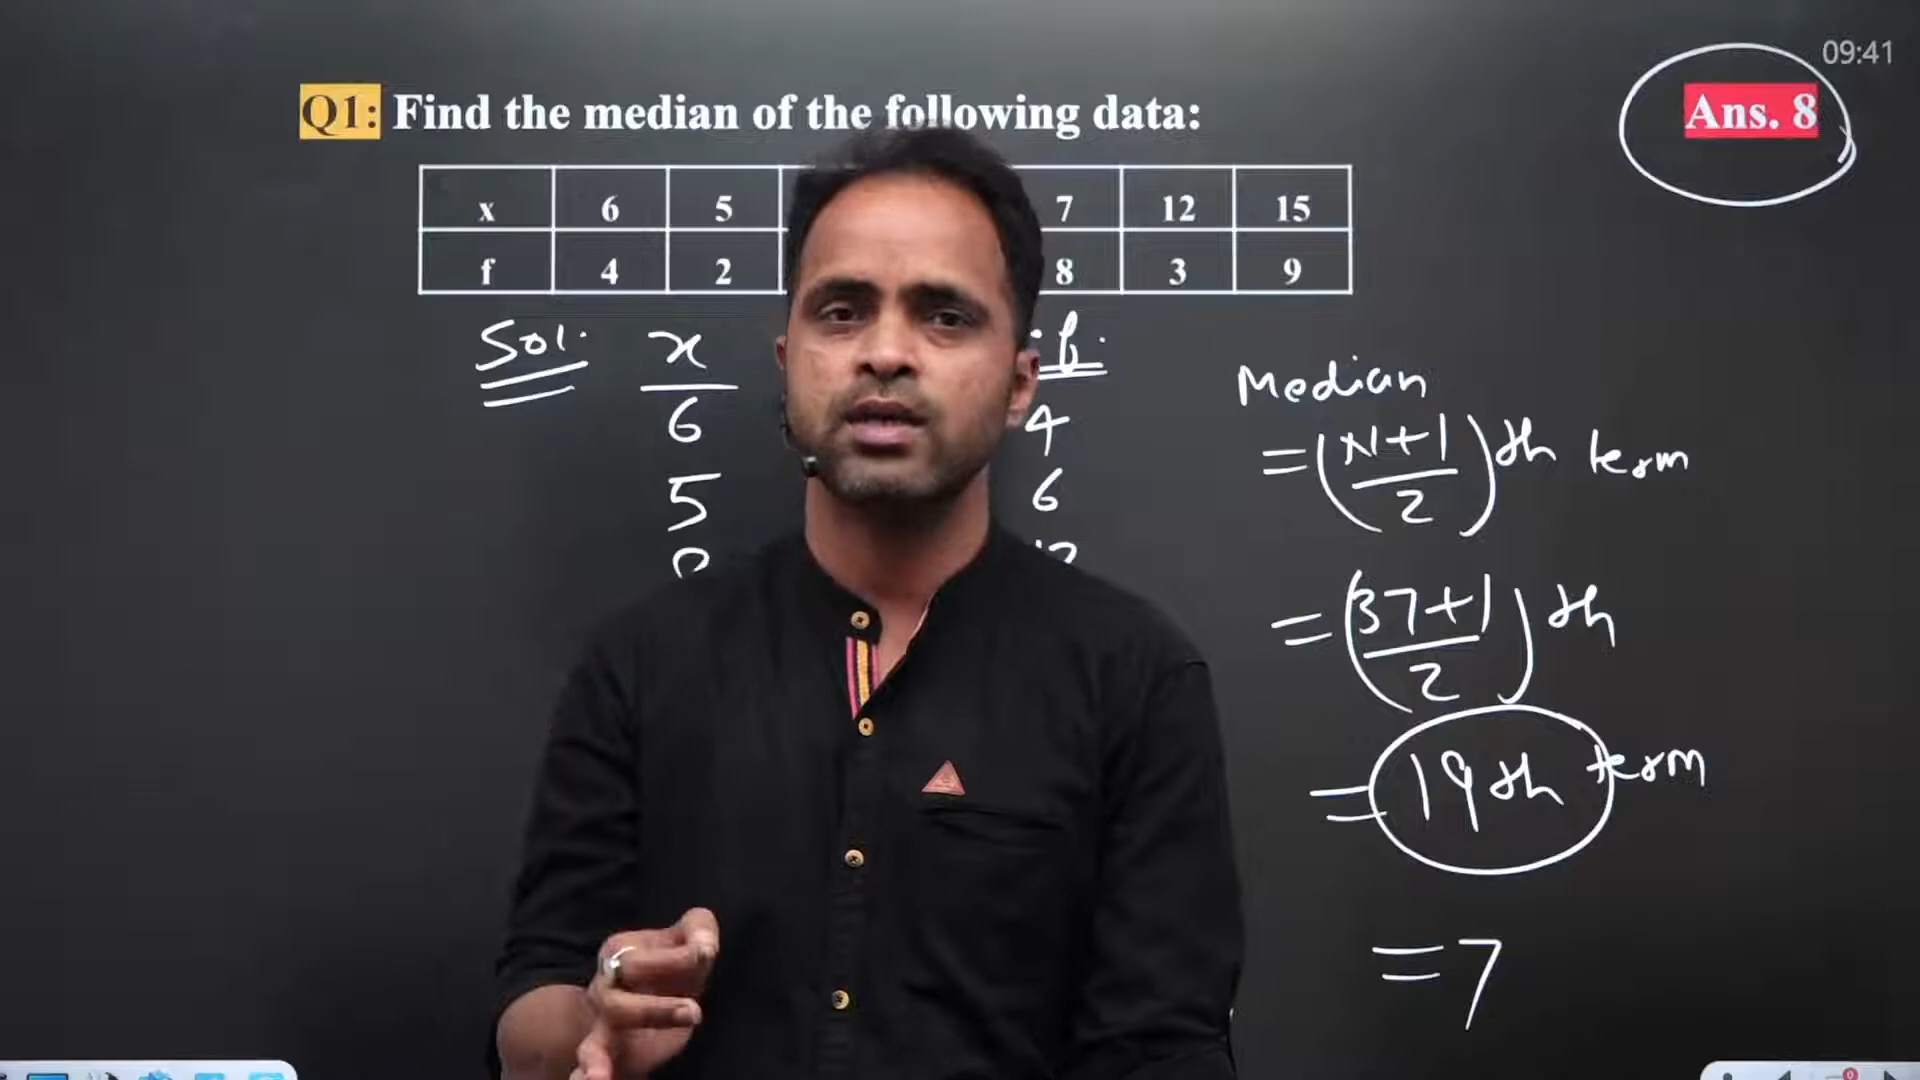 09:41
Q1: Find the median of the following data:
Ans. 8
x 6 5 7 12 15
f 4 2 8 3 9
Sol. x f.
6 4
5 6
Median
= (N+1/2)th term
= (37+1/2)th
= 19th term
= 7